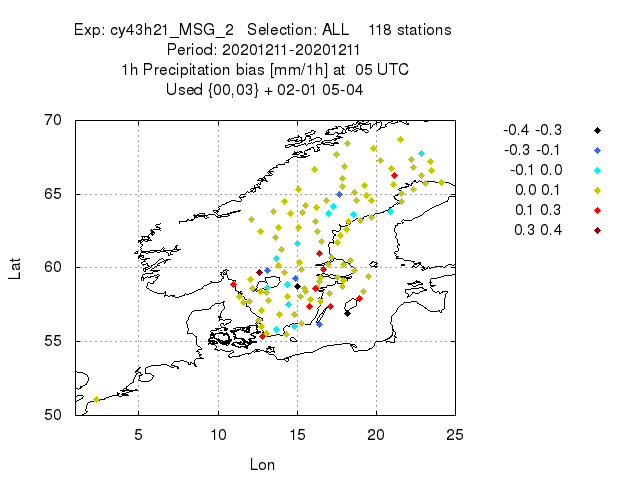 Exp: cy43h21_MSG_2   Selection: ALL    118 stations
Period: 20201211-20201211
1h Precipitation bias [mm/1h] at  05 UTC
Used {00,03} + 02-01 05-04
70
65
60
55
50
Lat
5 10 15 20 25
Lon
-0.4 -0.3
-0.3 -0.1
-0.1 0.0
0.0 0.1
0.1 0.3
0.3 0.4